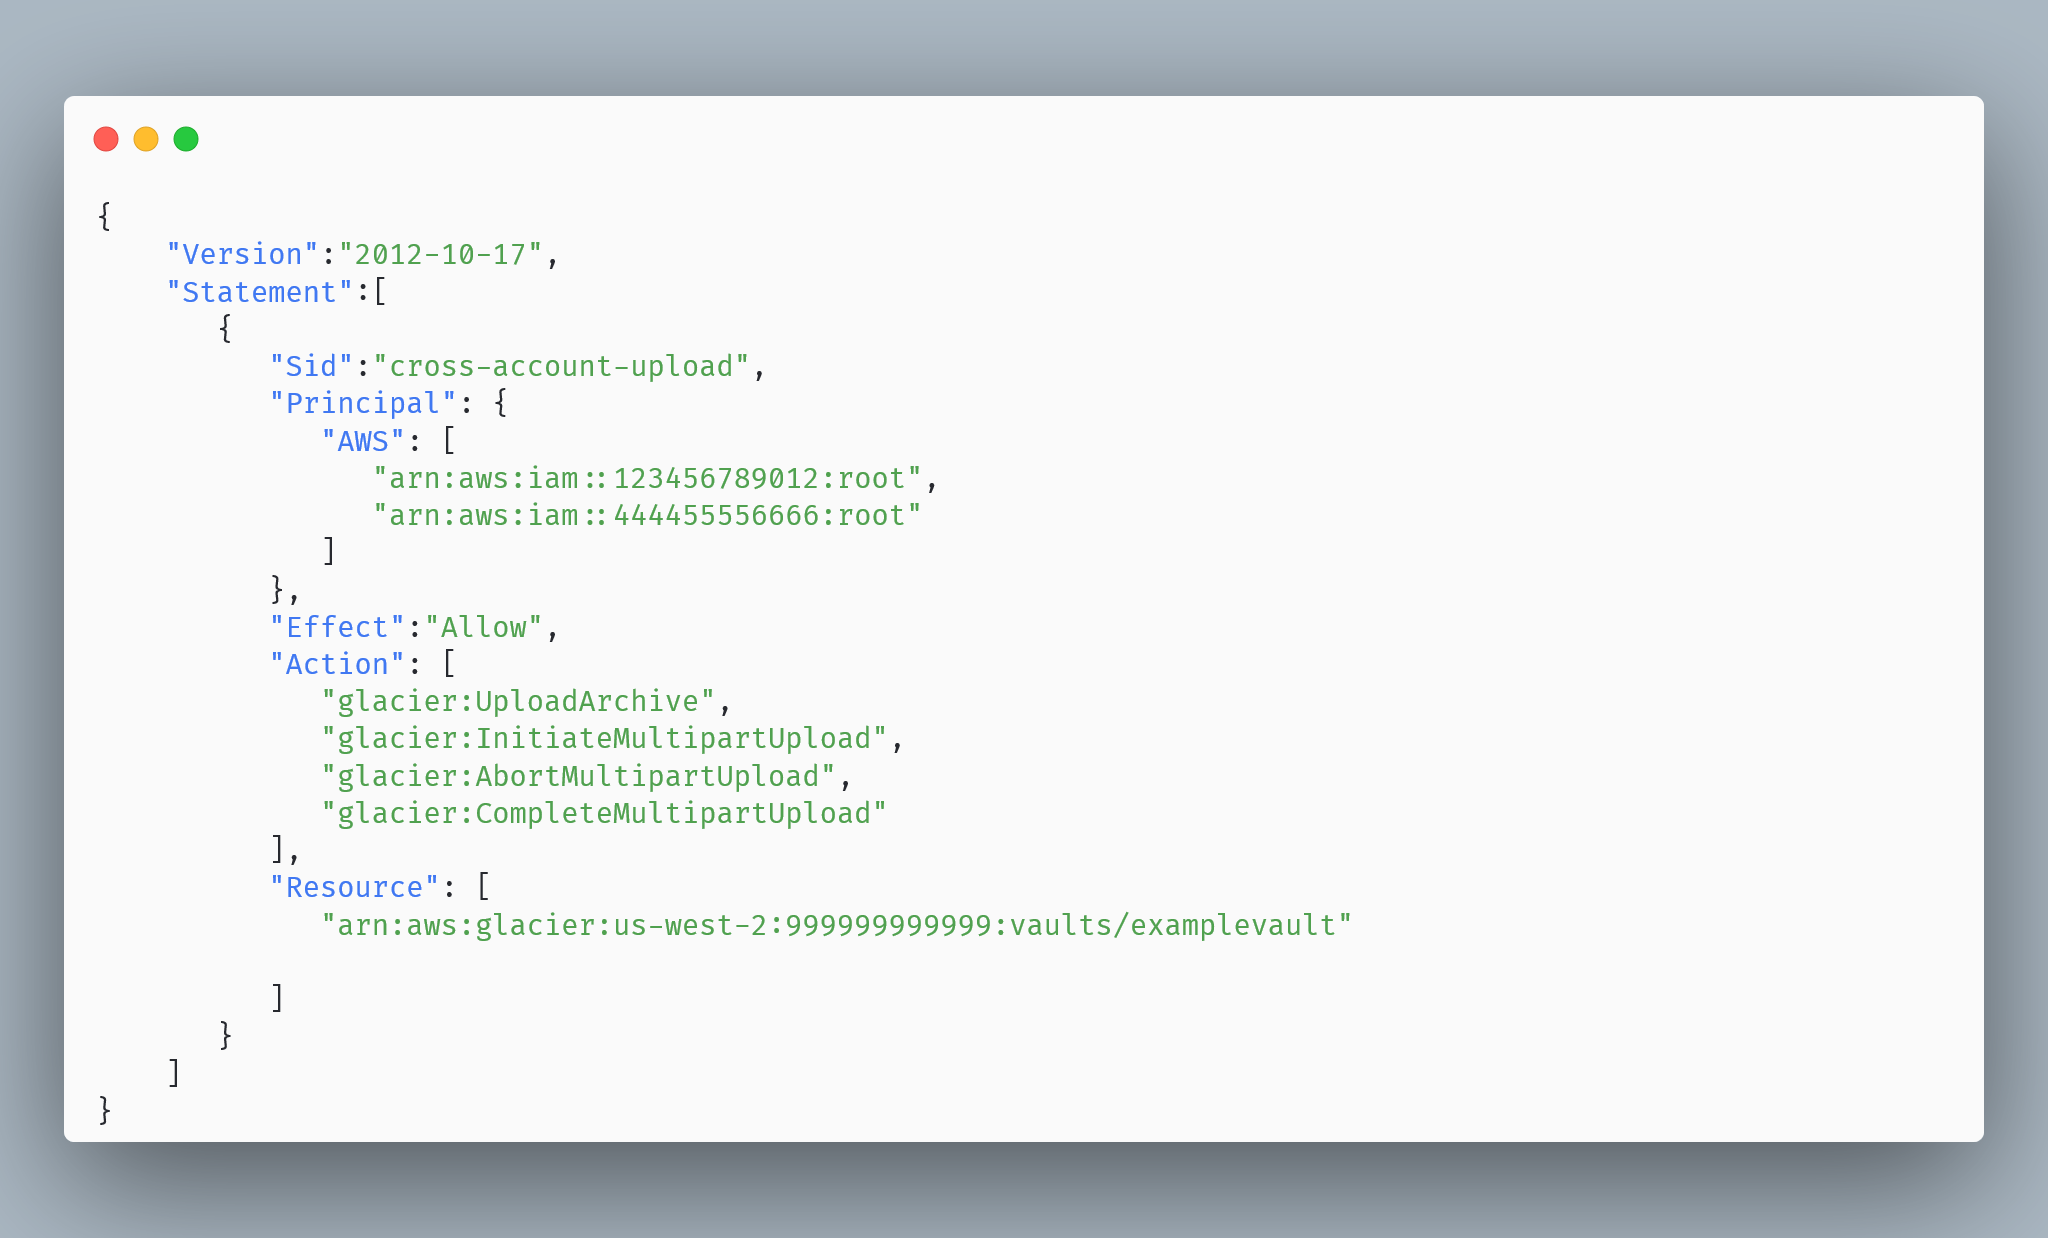 {
    "Version":"2012-10-17",
    "Statement":[
       {
          "Sid":"cross-account-upload",
          "Principal": {
             "AWS": [
                "arn:aws:iam::123456789012:root",
                "arn:aws:iam::444455556666:root"
             ]
          },
          "Effect":"Allow",
          "Action": [
             "glacier:UploadArchive",
             "glacier:InitiateMultipartUpload",
             "glacier:AbortMultipartUpload",
             "glacier:CompleteMultipartUpload"
          ],
          "Resource": [
             "arn:aws:glacier:us-west-2:999999999999:vaults/examplevault"

          ]
       }
    ]
}